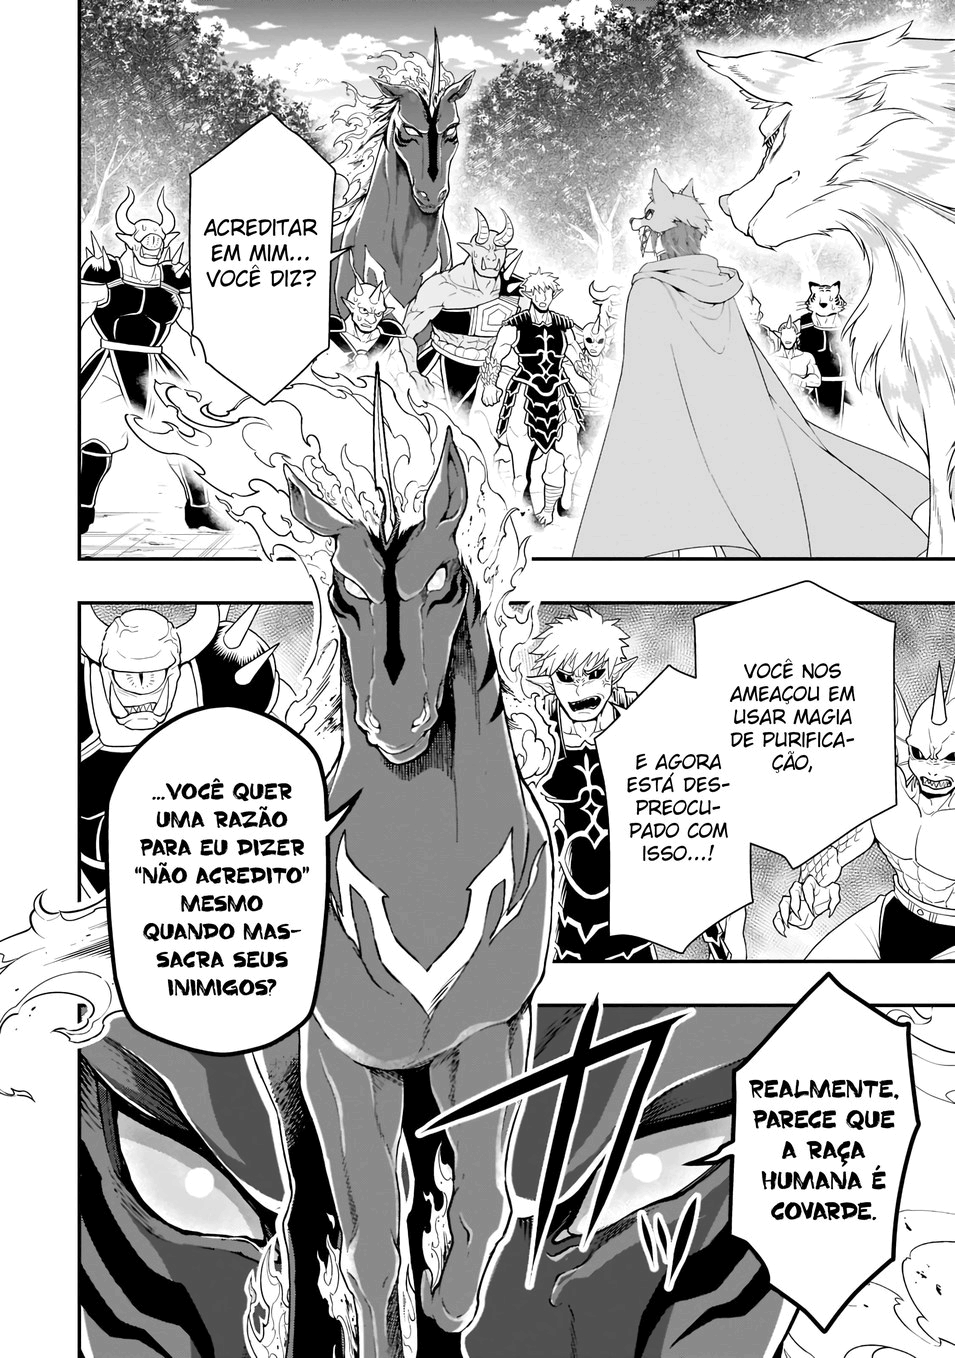 ACREDITAR
EM MIM...
VOCÊ DIZ?
VOCÊ NOS
AMEAÇOU EM
USAR MAGIA
DE PURIFICA-
ÇÃO,
E AGORA
ESTÁ DES-
PREOCU-
PADO COM
ISSO...!
...VOCÊ QUER
UMA RAZÃO
PARA EU DIZER
"NÃO ACREDITO"
MESMO
QUANDO MAS-
SACRA SEUS
INIMIGOS?
REALMENTE,
PARECE QUE
A RAÇA
HUMANA É
COVARDE.
カッ